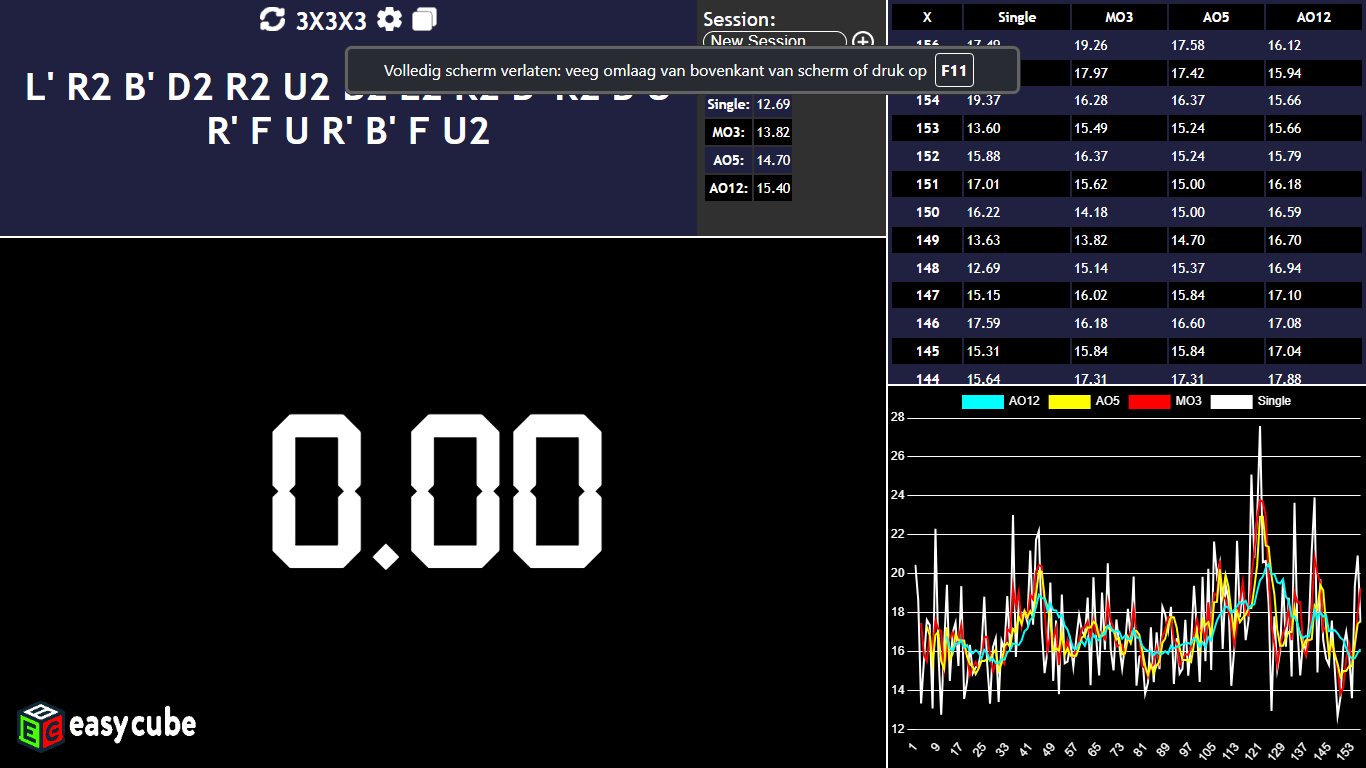 3X3X3
Session:
New Session
L' R2 B' D2 R2 U2
R' F U R' B' F U2
Volledig scherm verlaten: veeg omlaag van bovenkant van scherm of druk op F11
Single: 12.69
MO3: 13.82
AO5: 14.70
AO12: 15.40
X Single MO3 AO5 AO12
156 17.49 19.26 17.58 16.12
17.97 17.42 15.94
154 19.37 16.28 16.37 15.66
153 13.60 15.49 15.24 15.66
152 15.88 16.37 15.24 15.79
151 17.01 15.62 15.00 16.18
150 16.22 14.18 15.00 16.59
149 13.63 13.82 14.70 16.70
148 12.69 15.14 15.37 16.94
147 15.15 16.02 15.84 17.10
146 17.59 16.18 16.60 17.08
145 15.31 15.84 15.84 17.04
144 15.64 17.31 17.31 17.88
0.00
AO12 AO5 MO3 Single
28
26
24
22
20
18
16
14
12
1 9 17 25 33 41 49 57 65 73 81 89 97 105 113 121 129 137 145 153
easycube